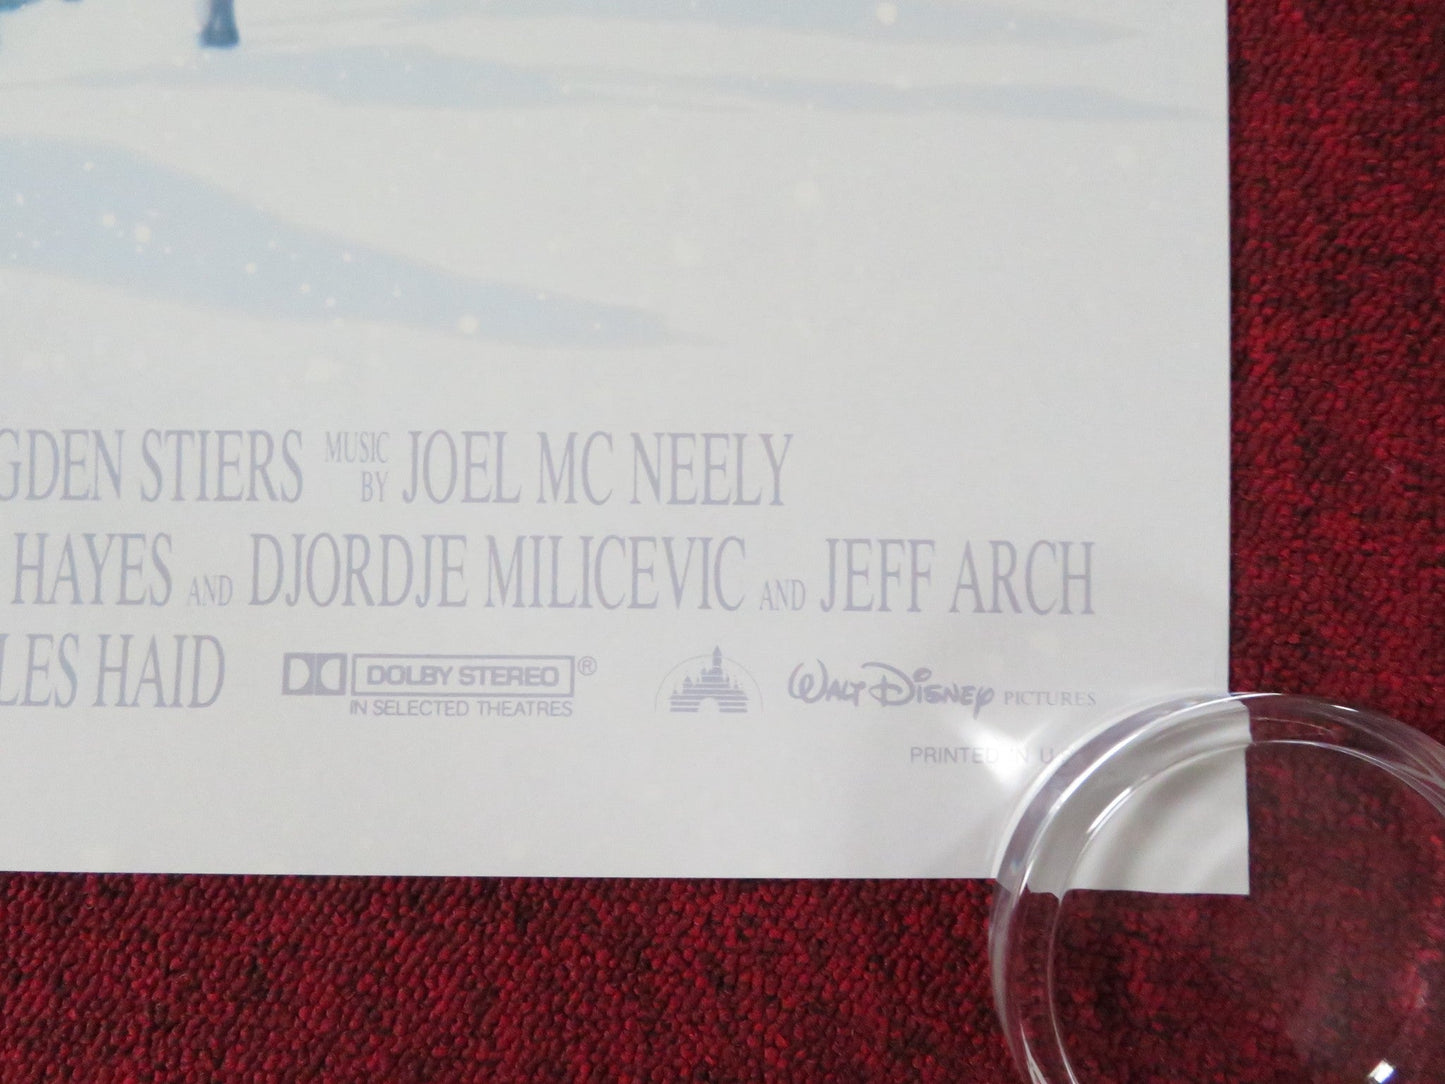 GDEN STIERS MUSIC BY JOEL MC NEELY
HAYES AND DJORDJE MILICEVIC AND JEFF ARCH
LES HAID DOLBY STEREO ® IN SELECTED THEATRES WALT DISNEY PICTURES
PRINTED IN U.S.